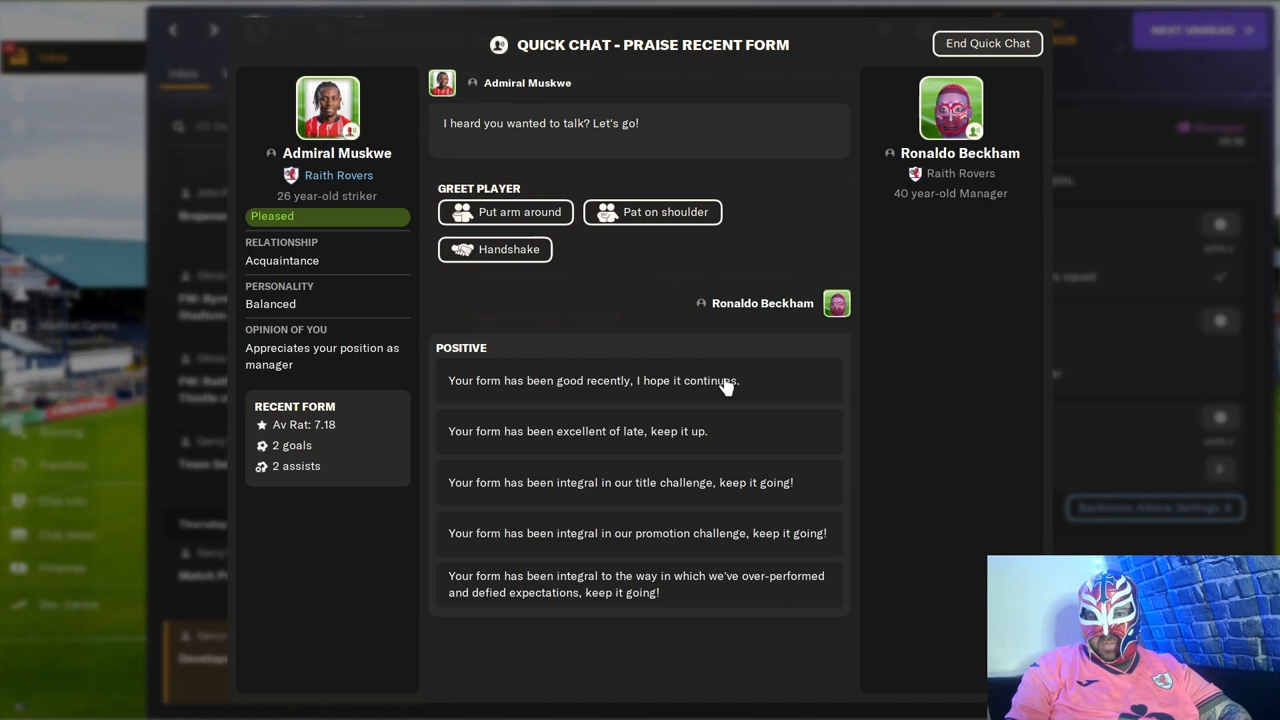 QUICK CHAT - PRAISE RECENT FORM
End Quick Chat
NEXT UNREAD
Admiral Muskwe
Raith Rovers
26 year-old striker
Pleased
RELATIONSHIP
Acquaintance
PERSONALITY
Balanced
OPINION OF YOU
Appreciates your position as
manager
RECENT FORM
Av Rat: 7.18
2 goals
2 assists
Admiral Muskwe
I heard you wanted to talk? Let's go!
GREET PLAYER
Put arm around
Pat on shoulder
Handshake
Ronaldo Beckham
POSITIVE
Your form has been good recently, I hope it continues.
Your form has been excellent of late, keep it up.
Your form has been integral in our title challenge, keep it going!
Your form has been integral in our promotion challenge, keep it going!
Your form has been integral to the way in which we've over-performed
and defied expectations, keep it going!
Ronaldo Beckham
Raith Rovers
40 year-old Manager